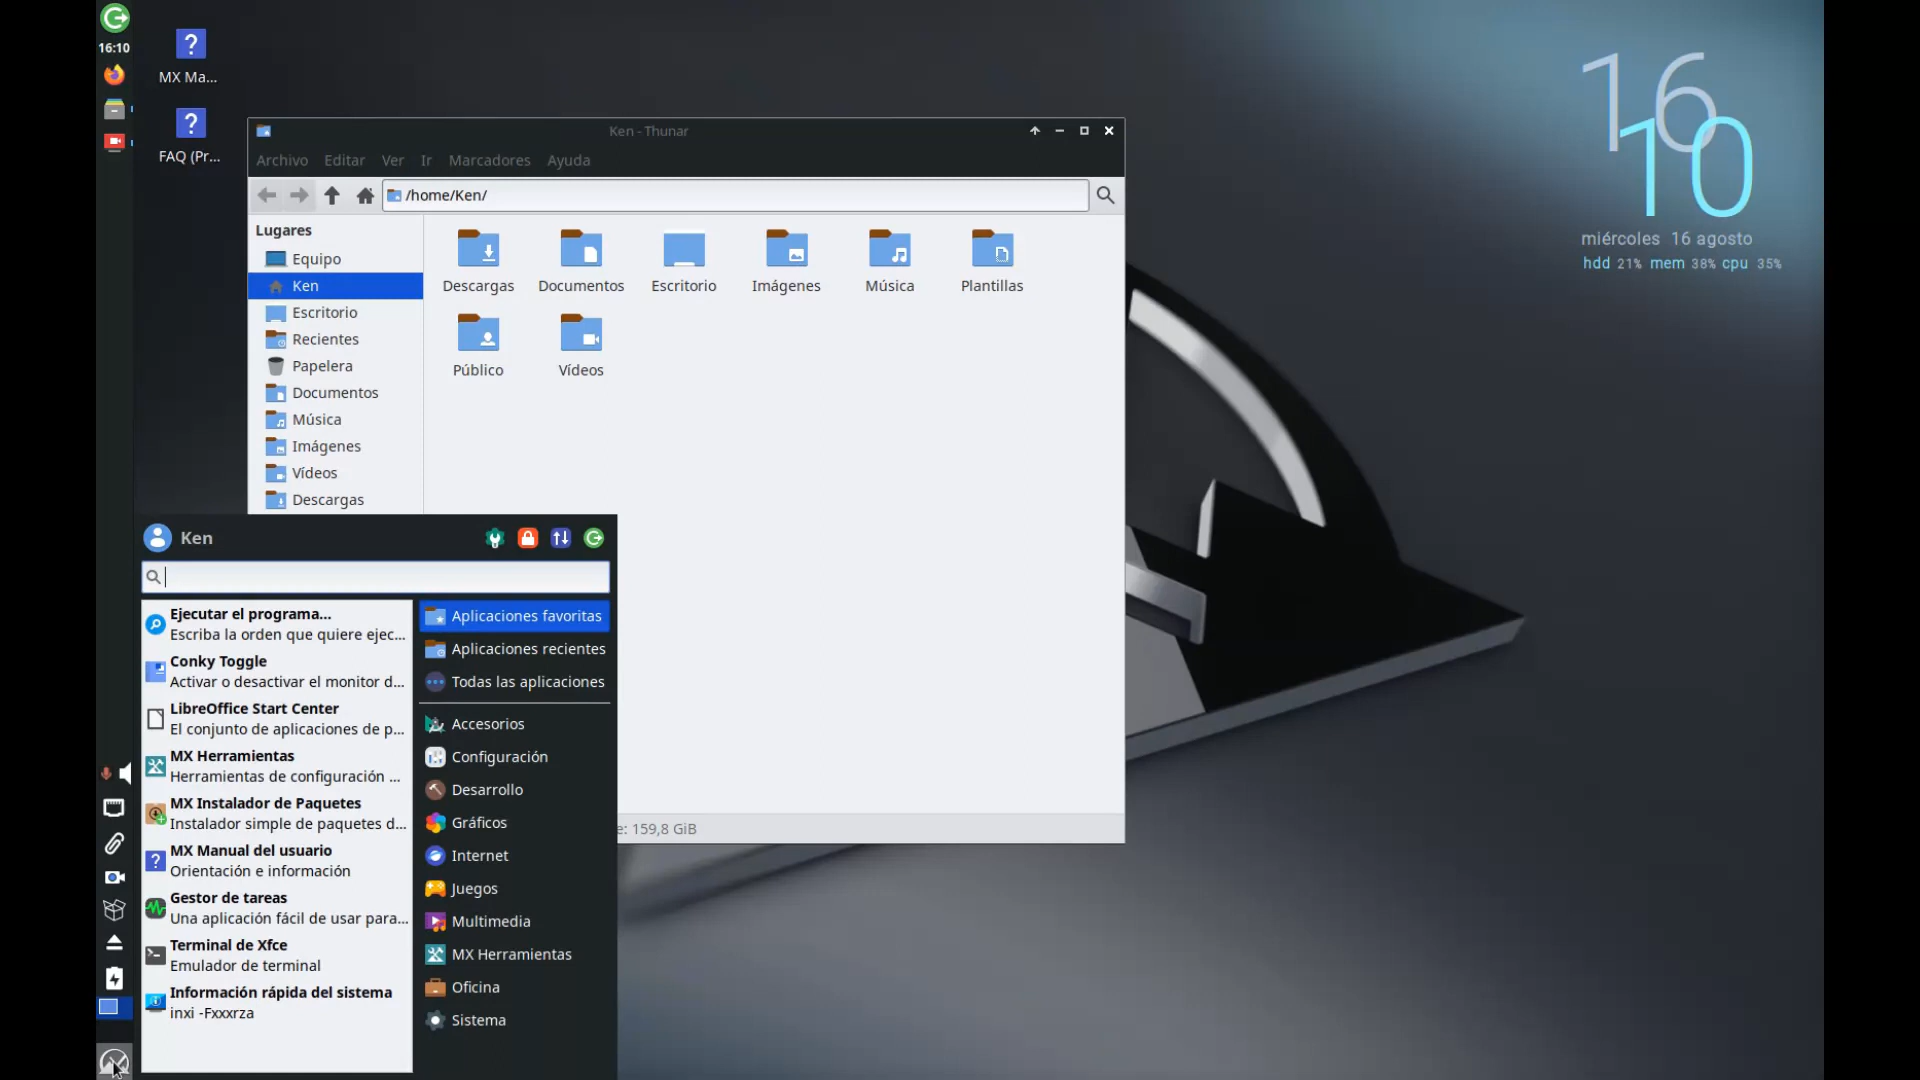 16:10
MX Ma...
FAQ (Pr...
Ken - Thunar
Archivo Editar Ver Ir Marcadores Ayuda
/home/Ken/
Lugares
Equipo
Ken
Escritorio
Recientes
Papelera
Documentos
Música
Imágenes
Vídeos
Descargas
Descargas Documentos Escritorio Imágenes Música Plantillas
Público Vídeos
e: 159,8 GiB
16
10
miércoles 16 agosto
hdd 21% mem 38% cpu 35%
Ken
Ejecutar el programa...
Escriba la orden que quiere ejec...
Conky Toggle
Activar o desactivar el monitor d...
LibreOffice Start Center
El conjunto de aplicaciones de p...
MX Herramientas
Herramientas de configuración ...
MX Instalador de Paquetes
Instalador simple de paquetes d...
MX Manual del usuario
Orientación e información
Gestor de tareas
Una aplicación fácil de usar para...
Terminal de Xfce
Emulador de terminal
Información rápida del sistema
inxi -Fxxxrza
Aplicaciones favoritas
Aplicaciones recientes
Todas las aplicaciones
Accesorios
Configuración
Desarrollo
Gráficos
Internet
Juegos
Multimedia
MX Herramientas
Oficina
Sistema